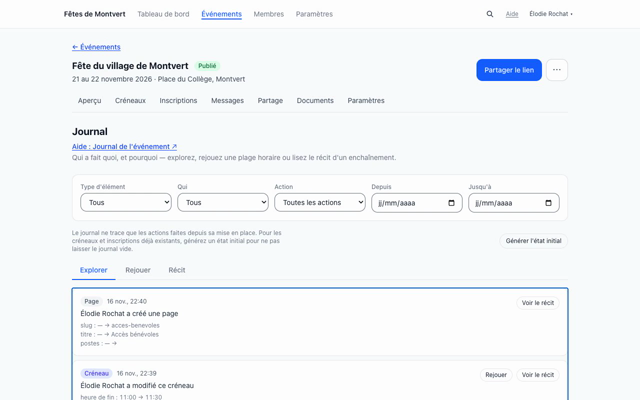 Fêtes de Montvert Tableau de bord Événements Membres Paramètres Aide Élodie Rochat
← Événements
Fête du village de Montvert Publié
21 au 22 novembre 2026 · Place du Collège, Montvert
Partager le lien ...
Aperçu Créneaux Inscriptions Messages Partage Documents Paramètres
Journal
Aide : Journal de l'événement ↗
Qui a fait quoi, et pourquoi — explorez, rejouez une plage horaire ou lisez le récit d'un enchaînement.
Type d'élément Qui Action Depuis Jusqu'à
Tous Tous Toutes les actions jj/mm/aaaa jj/mm/aaaa
Le journal ne trace que les actions faites depuis sa mise en place. Pour les
créneaux et inscriptions déjà existants, générez un état initial pour ne pas
laisser le journal vide.
Générer l'état initial
Explorer Rejouer Récit
Page 16 nov., 22:40 Voir le récit
Élodie Rochat a créé une page
slug : — → acces-benevoles
titre : — → Accès bénévoles
postes : — →
Créneau 16 nov., 22:39 Rejouer Voir le récit
Élodie Rochat a modifié ce créneau
heure de fin : 11:00 → 11:30